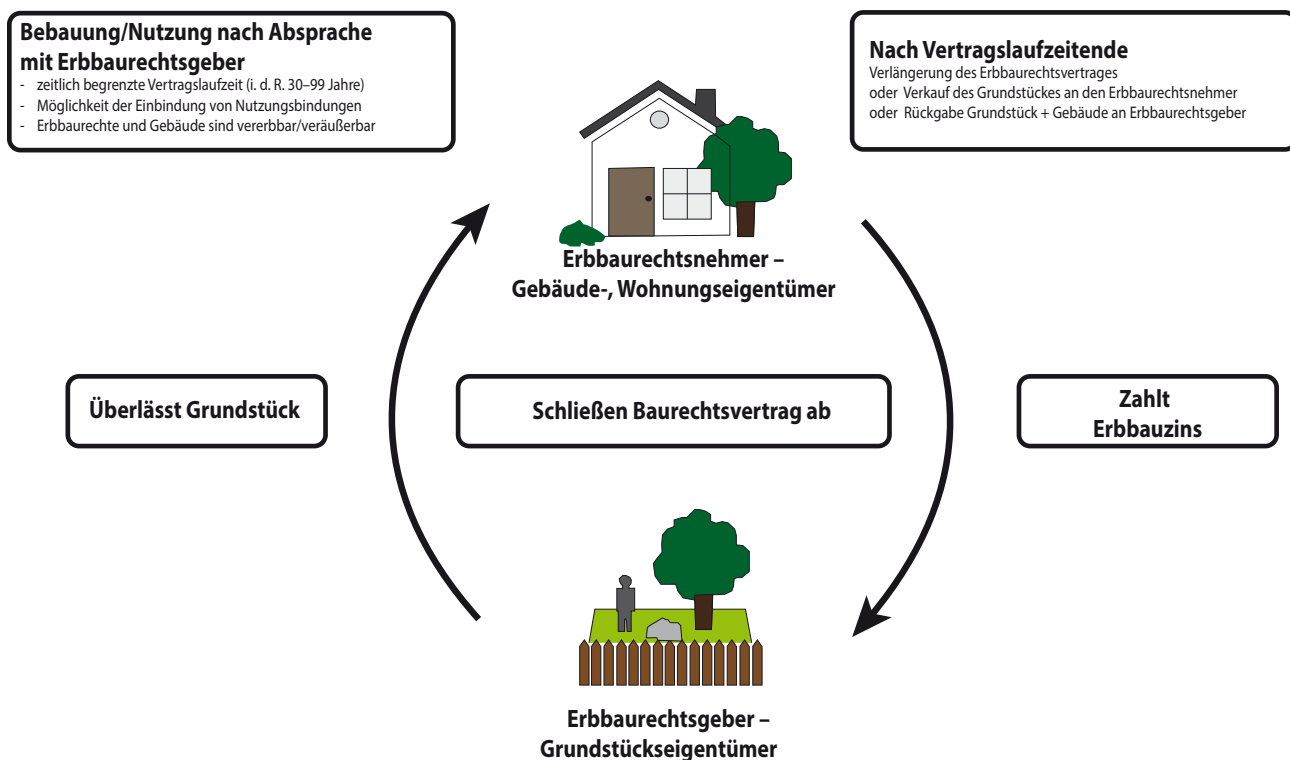 Bebauung/Nutzung nach Absprache
mit Erbbaurechtsgeber
- zeitlich begrenzte Vertragslaufzeit (i. d. R. 30–99 Jahre)
- Möglichkeit der Einbindung von Nutzungsbindungen
- Erbbaurechte und Gebäude sind vererbbar/veräußerbar
Nach Vertragslaufzeitende
Verlängerung des Erbbaurechtsvertrages
oder Verkauf des Grundstückes an den Erbbaurechtsnehmer
oder Rückgabe Grundstück + Gebäude an Erbbaurechtsgeber
Erbbaurechtsnehmer –
Gebäude-, Wohnungseigentümer
Überlässt Grundstück
Schließen Baurechtsvertrag ab
Zahlt
Erbbauzins
Erbbaurechtsgeber –
Grundstückseigentümer